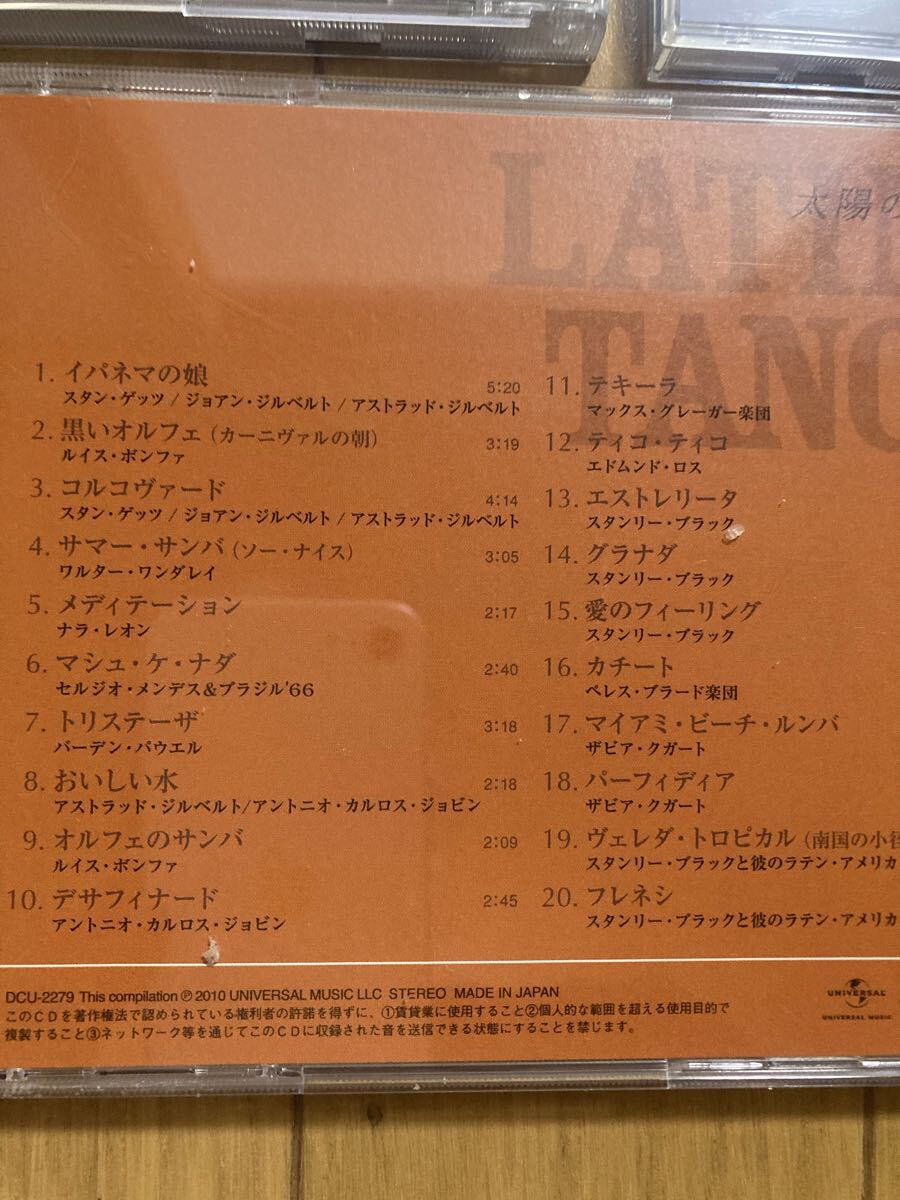 太陽の
LATI
TANG
1. イパネマの娘 5:20
スタン・ゲッツ / ジョアン・ジルベルト / アストラッド・ジルベルト
2. 黒いオルフェ (カーニヴァルの朝) 3:19
ルイス・ボンファ
3. コルコヴァード 4:14
スタン・ゲッツ / ジョアン・ジルベルト / アストラッド・ジルベルト
4. サマー・サンバ (ソー・ナイス) 3:05
ワルター・ワンダレイ
5. メディテーション 2:17
ナラ・レオン
6. マシュ・ケ・ナダ 2:40
セルジオ・メンデス&ブラジル'66
7. トリステーザ 3:18
バーデン・パウエル
8. おいしい水 2:18
アストラッド・ジルベルト/アントニオ・カルロス・ジョビン
9. オルフェのサンバ 2:09
ルイス・ボンファ
10. デサフィナード 2:45
アントニオ・カルロス・ジョビン
11. テキーラ
マックス・グレーガー楽団
12. ティコ・ティコ
エドムンド・ロス
13. エストレリータ
スタンリー・ブラック
14. グラナダ
スタンリー・ブラック
15. 愛のフィーリング
スタンリー・ブラック
16. カチート
ペレス・プラード楽団
17. マイアミ・ビーチ・ルンバ
ザビア・クガート
18. パーフィディア
ザビア・クガート
19. ヴェレダ・トロピカル (南国の小径
スタンリー・ブラックと彼のラテン・アメリカ
20. フレネシ
スタンリー・ブラックと彼のラテン・アメリカ
DCU-2279 This compilation ℗ 2010 UNIVERSAL MUSIC LLC STEREO MADE IN JAPAN
このCDを著作権法で認められている権利者の許諾を得ずに、①賃貸業に使用すること②個人的な範囲を超える使用目的で
複製すること③ネットワーク等を通じてこのCDに収録された音を送信できる状態にすることを禁じます。
UNIVERSAL
UNIVERSAL MUSIC